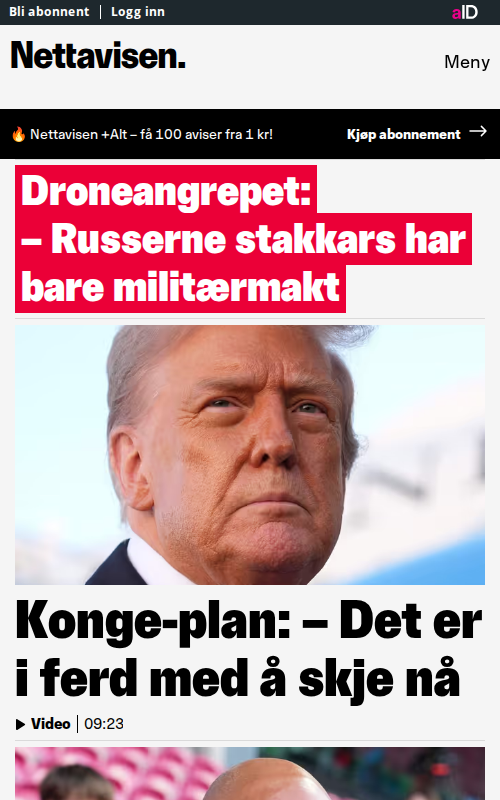 Bli abonnent | Logg inn
aID
Nettavisen.
Meny
🔥 Nettavisen +Alt – få 100 aviser fra 1 kr!
Kjøp abonnement →
Droneangrepet:
– Russerne stakkars har
bare militærmakt
Konge-plan: – Det er
i ferd med å skje nå
Video | 09:23